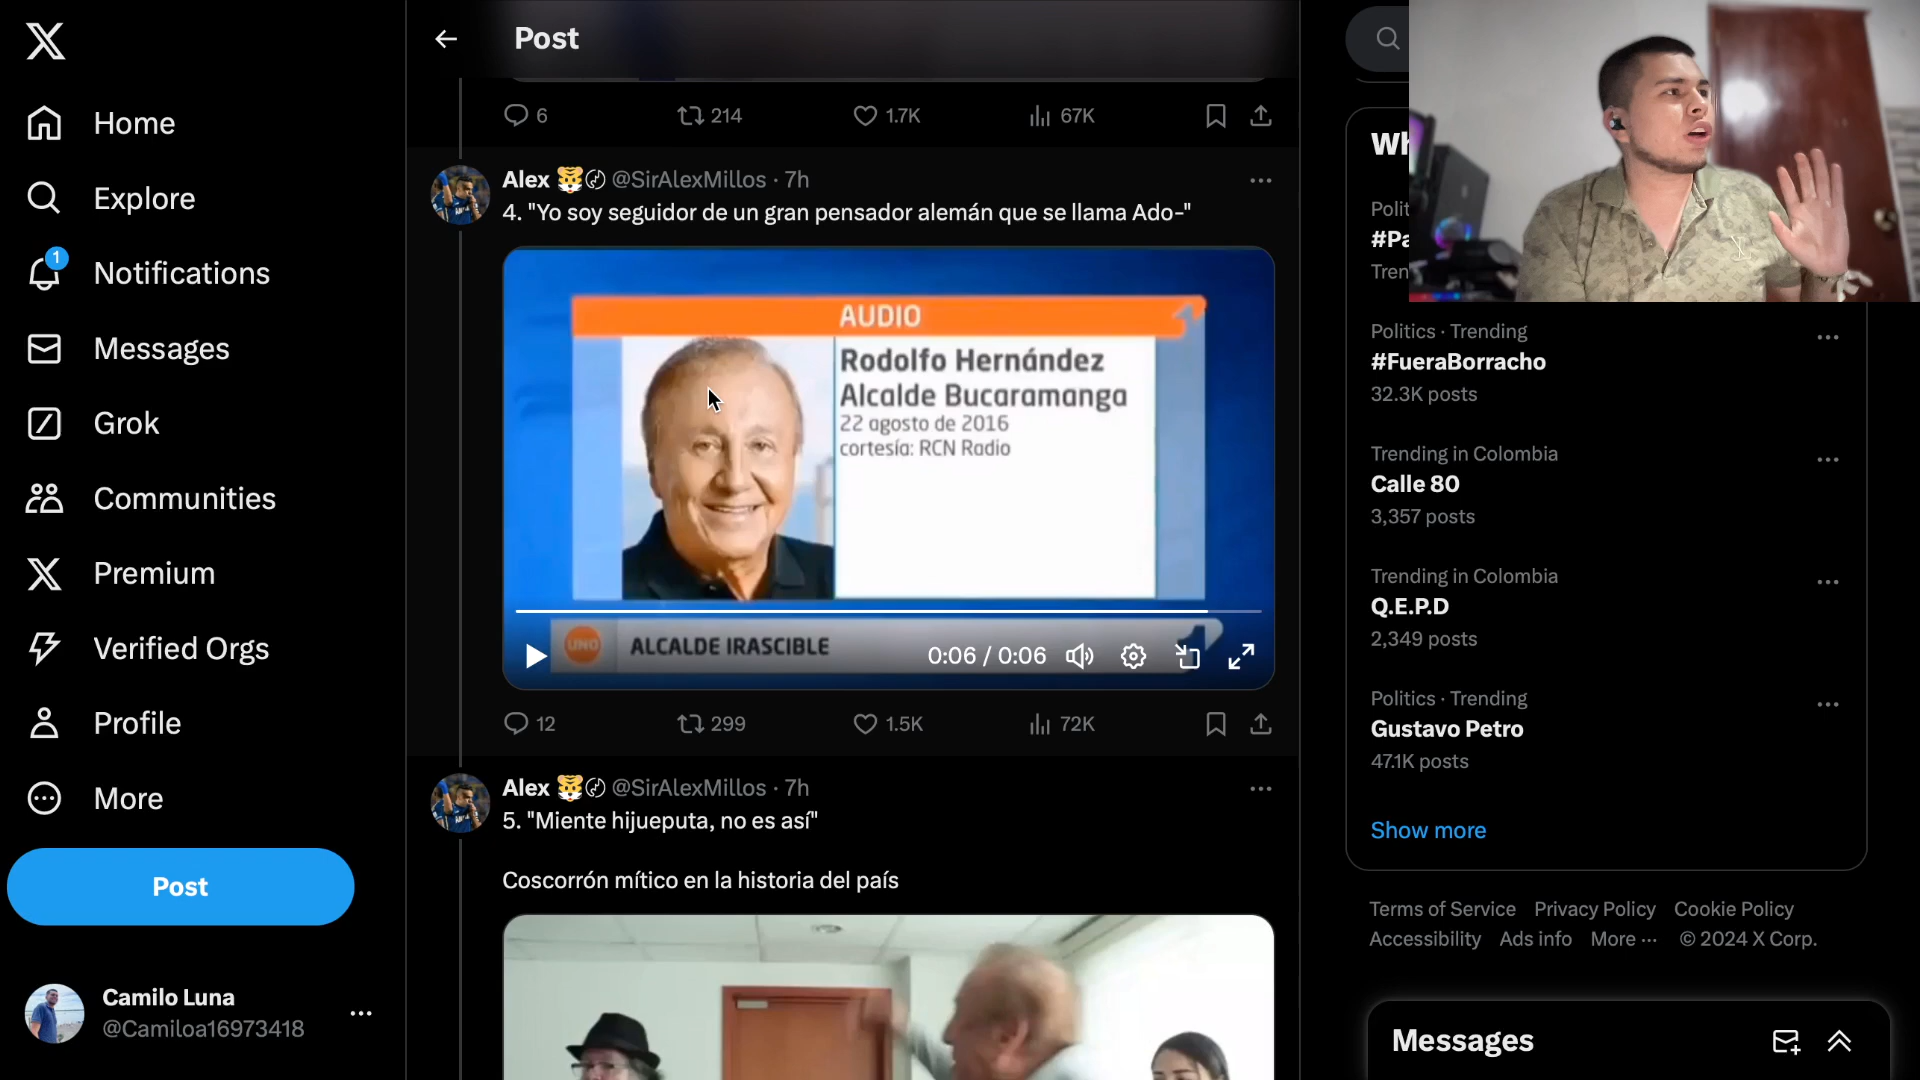 Home
Explore
1
Notifications
Messages
Grok
Communities
Premium
Verified Orgs
Profile
More
Post
Camilo Luna
@Camiloa16973418
Post
6
214
1.7K
67K
Alex @SirAlexMillos · 7h
4. "Yo soy seguidor de un gran pensador alemán que se llama Ado-"
AUDIO
Rodolfo Hernández
Alcalde Bucaramanga
22 agosto de 2016
cortesía: RCN Radio
UNO
ALCALDE IRASCIBLE
0:06 / 0:06
1
12
299
1.5K
72K
Alex @SirAlexMillos · 7h
5. "Miente hijueputa, no es así"
Coscorrón mítico en la historia del país
Politics · Trending
#FueraBorracho
32.3K posts
Trending in Colombia
Calle 80
3,357 posts
Trending in Colombia
Q.E.P.D
2,349 posts
Politics · Trending
Gustavo Petro
47.1K posts
Show more
Terms of Service Privacy Policy Cookie Policy
Accessibility Ads info More ··· © 2024 X Corp.
Messages